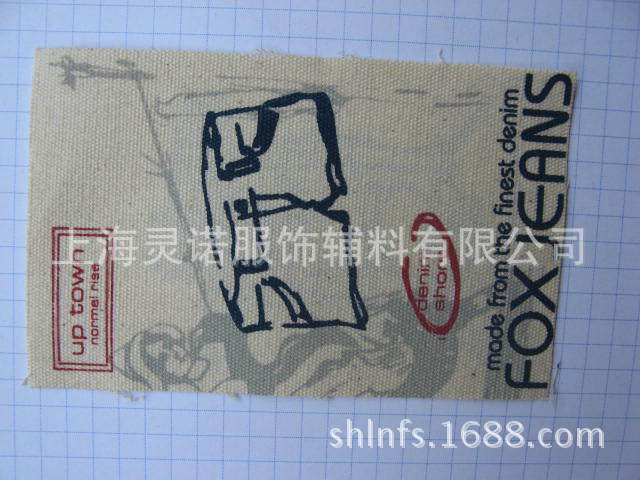 up town
normal rise
denim
short
made from the finest denim
FOX JEANS
上海灵诺服饰辅料有限公司
shlnfs.1688.com